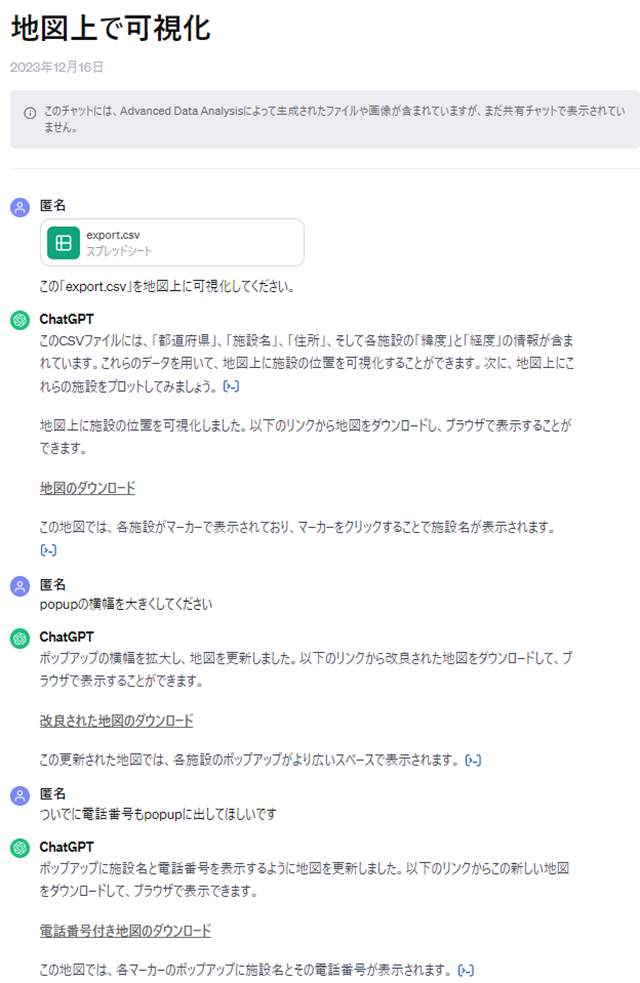 地図上で可視化
2023年12月16日
このチャットには、Advanced Data Analysisによって生成されたファイルや画像が含まれていますが、まだ共有チャットで表示されてい
ません。
匿名
export.csv
スプレッドシート
この「export.csv」を地図上に可視化してください。
ChatGPT
このCSVファイルには、「都道府県」、「施設名」、「住所」、そして各施設の「緯度」と「経度」の情報が含ま
れています。これらのデータを用いて、地図上に施設の位置を可視化することができます。次に、地図上にこ
れらの施設をプロットしてみましょう。 [>-]
地図上に施設の位置を可視化しました。以下のリンクから地図をダウンロードし、ブラウザで表示することが
できます。
地図のダウンロード
この地図では、各施設がマーカーで表示されており、マーカーをクリックすることで施設名が表示されます。
[>-]
匿名
popupの横幅を大きくしてください
ChatGPT
ポップアップの横幅を拡大し、地図を更新しました。以下のリンクから改良された地図をダウンロードして、ブ
ラウザで表示することができます。
改良された地図のダウンロード
この更新された地図では、各施設のポップアップがより広いスペースで表示されます。 [>-]
匿名
ついでに電話番号もpopupに出してほしいです
ChatGPT
ポップアップに施設名と電話番号を表示するように地図を更新しました。以下のリンクからこの新しい地図
をダウンロードして、ブラウザで表示できます。
電話番号付き地図のダウンロード
この地図では、各マーカーのポップアップに施設名とその電話番号が表示されます。 [>-]